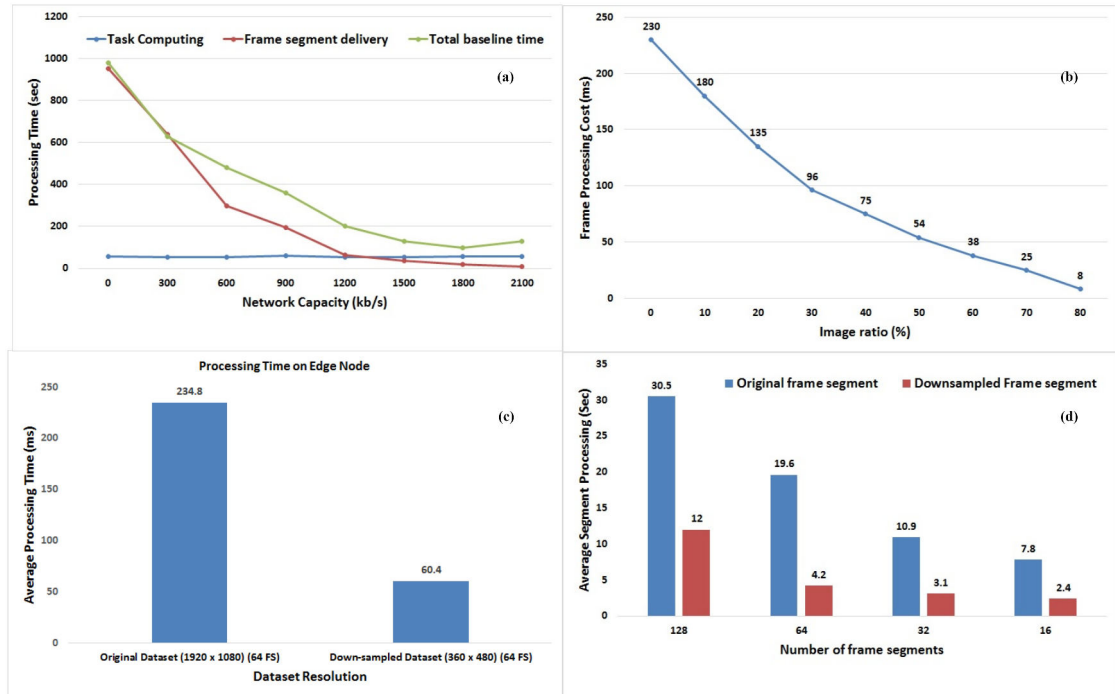 1200
1000
800
600
400
200
0
Processing Time (sec)
Task Computing
Frame segment delivery
Total baseline time
(a)
0 300 600 900 1200 1500 1800 2100
Network Capacity (kb/s)
250
200
150
100
50
0
Frame Processing Cost (ms)
230
180
135
96
75
54
38
25
8
(b)
0 10 20 30 40 50 60 70 80
Image ratio (%)
Processing Time on Edge Node
250
200
150
100
50
0
Average Processing Time (ms)
234.8
60.4
(c)
Original Dataset (1920 x 1080) (64 FS) Down-sampled Dataset (360 x 480) (64 FS)
Dataset Resolution
35
30
25
20
15
10
5
0
Average Segment Processing (Sec)
Original frame segment
Downsampled Frame segment
(d)
30.5
12
19.6
4.2
10.9
3.1
7.8
2.4
128 64 32 16
Number of frame segments